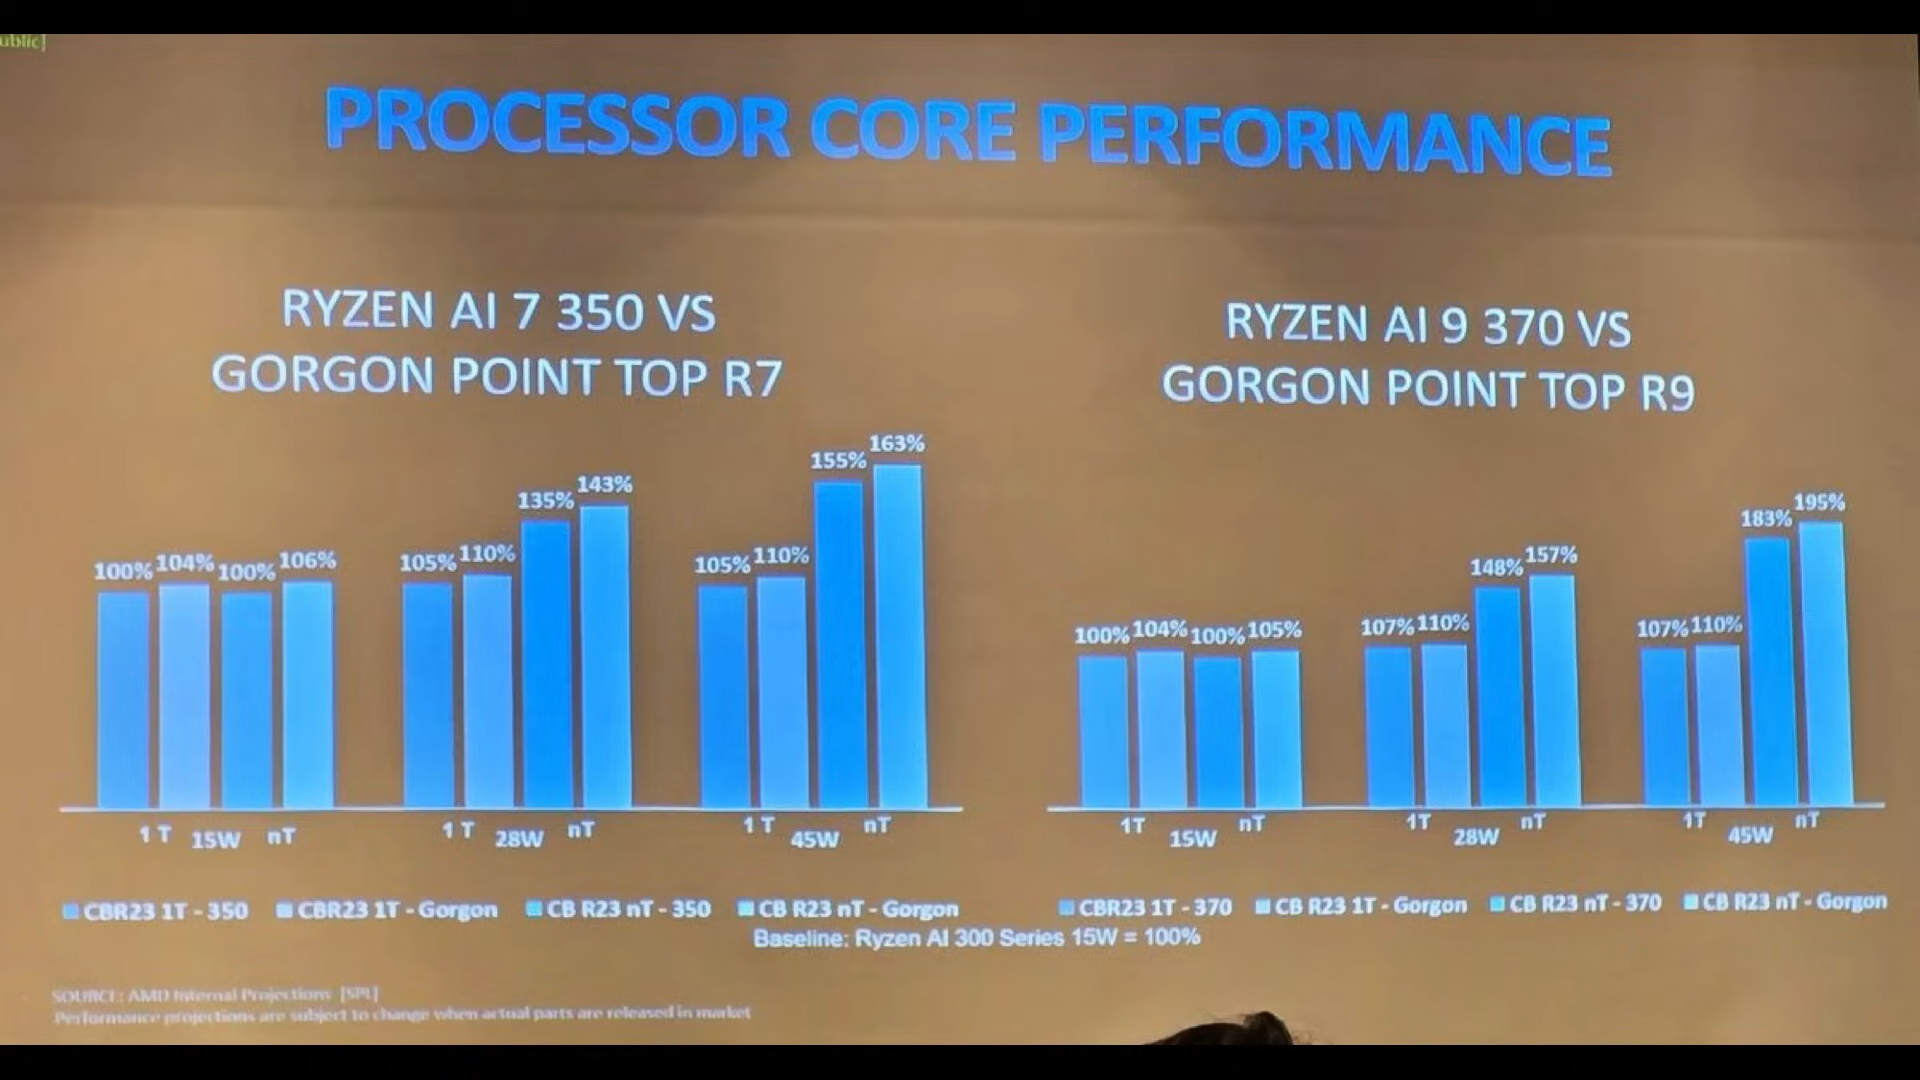 ublic]
PROCESSOR CORE PERFORMANCE
RYZEN AI 7 350 VS
GORGON POINT TOP R7
100% 104% 100% 106%
105% 110% 135% 143%
105% 110% 155% 163%
1 T 15W nT
1 T 28W nT
1 T 45W nT
CBR23 1T - 350 CBR23 1T - Gorgon CB R23 nT - 350 CB R23 nT - Gorgon
RYZEN AI 9 370 VS
GORGON POINT TOP R9
100% 104% 100% 105%
107% 110% 148% 157%
107% 110% 183% 195%
1T 15W nT
1T 28W nT
1T 45W nT
CBR23 1T - 370 CB R23 1T - Gorgon CB R23 nT - 370 CB R23 nT - Gorgon
Baseline: Ryzen AI 300 Series 15W = 100%
SOURCE: AMD Internal Projections [SPL]
Performance projections are subject to change when actual parts are released in market